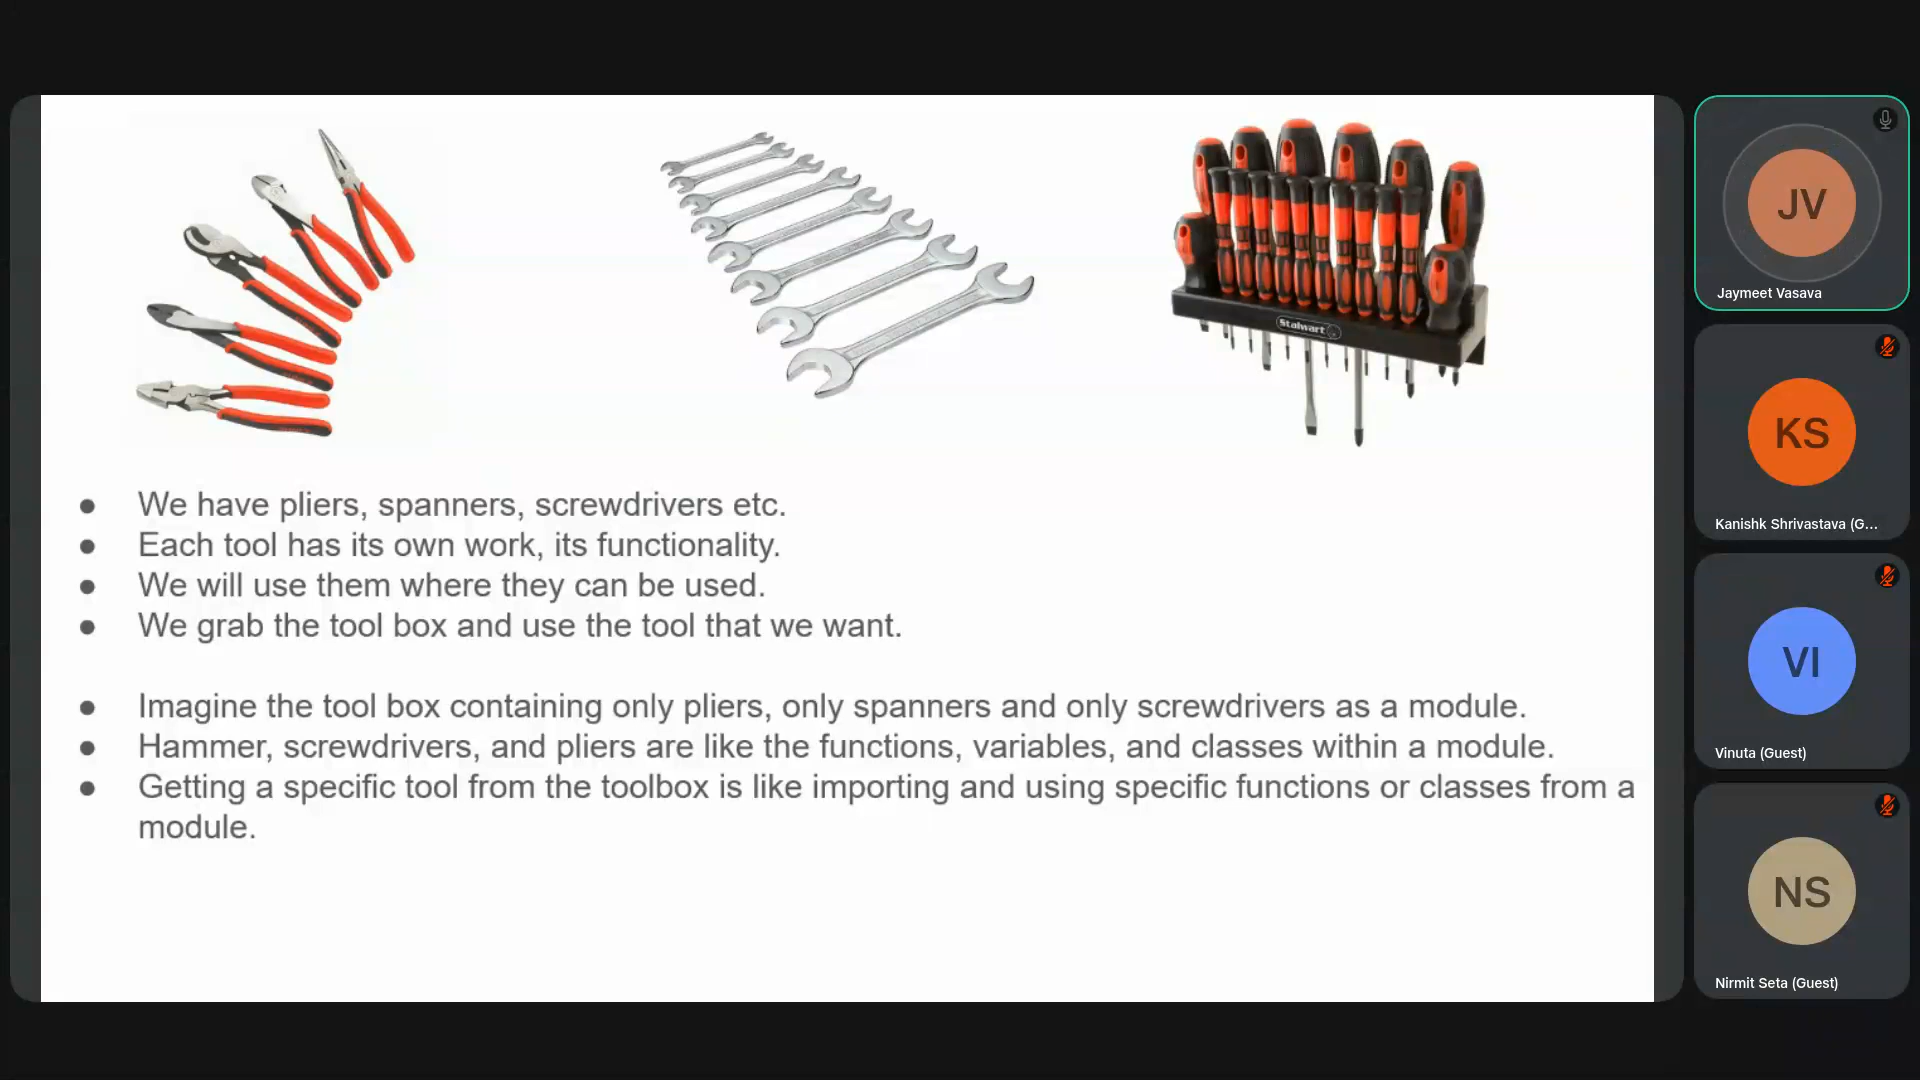 Stalwart
We have pliers, spanners, screwdrivers etc.
Each tool has its own work, its functionality.
We will use them where they can be used.
We grab the tool box and use the tool that we want.
Imagine the tool box containing only pliers, only spanners and only screwdrivers as a module.
Hammer, screwdrivers, and pliers are like the functions, variables, and classes within a module.
Getting a specific tool from the toolbox is like importing and using specific functions or classes from a
module.
JV
Jaymeet Vasava
KS
Kanishk Shrivastava (G...
VI
Vinuta (Guest)
NS
Nirmit Seta (Guest)